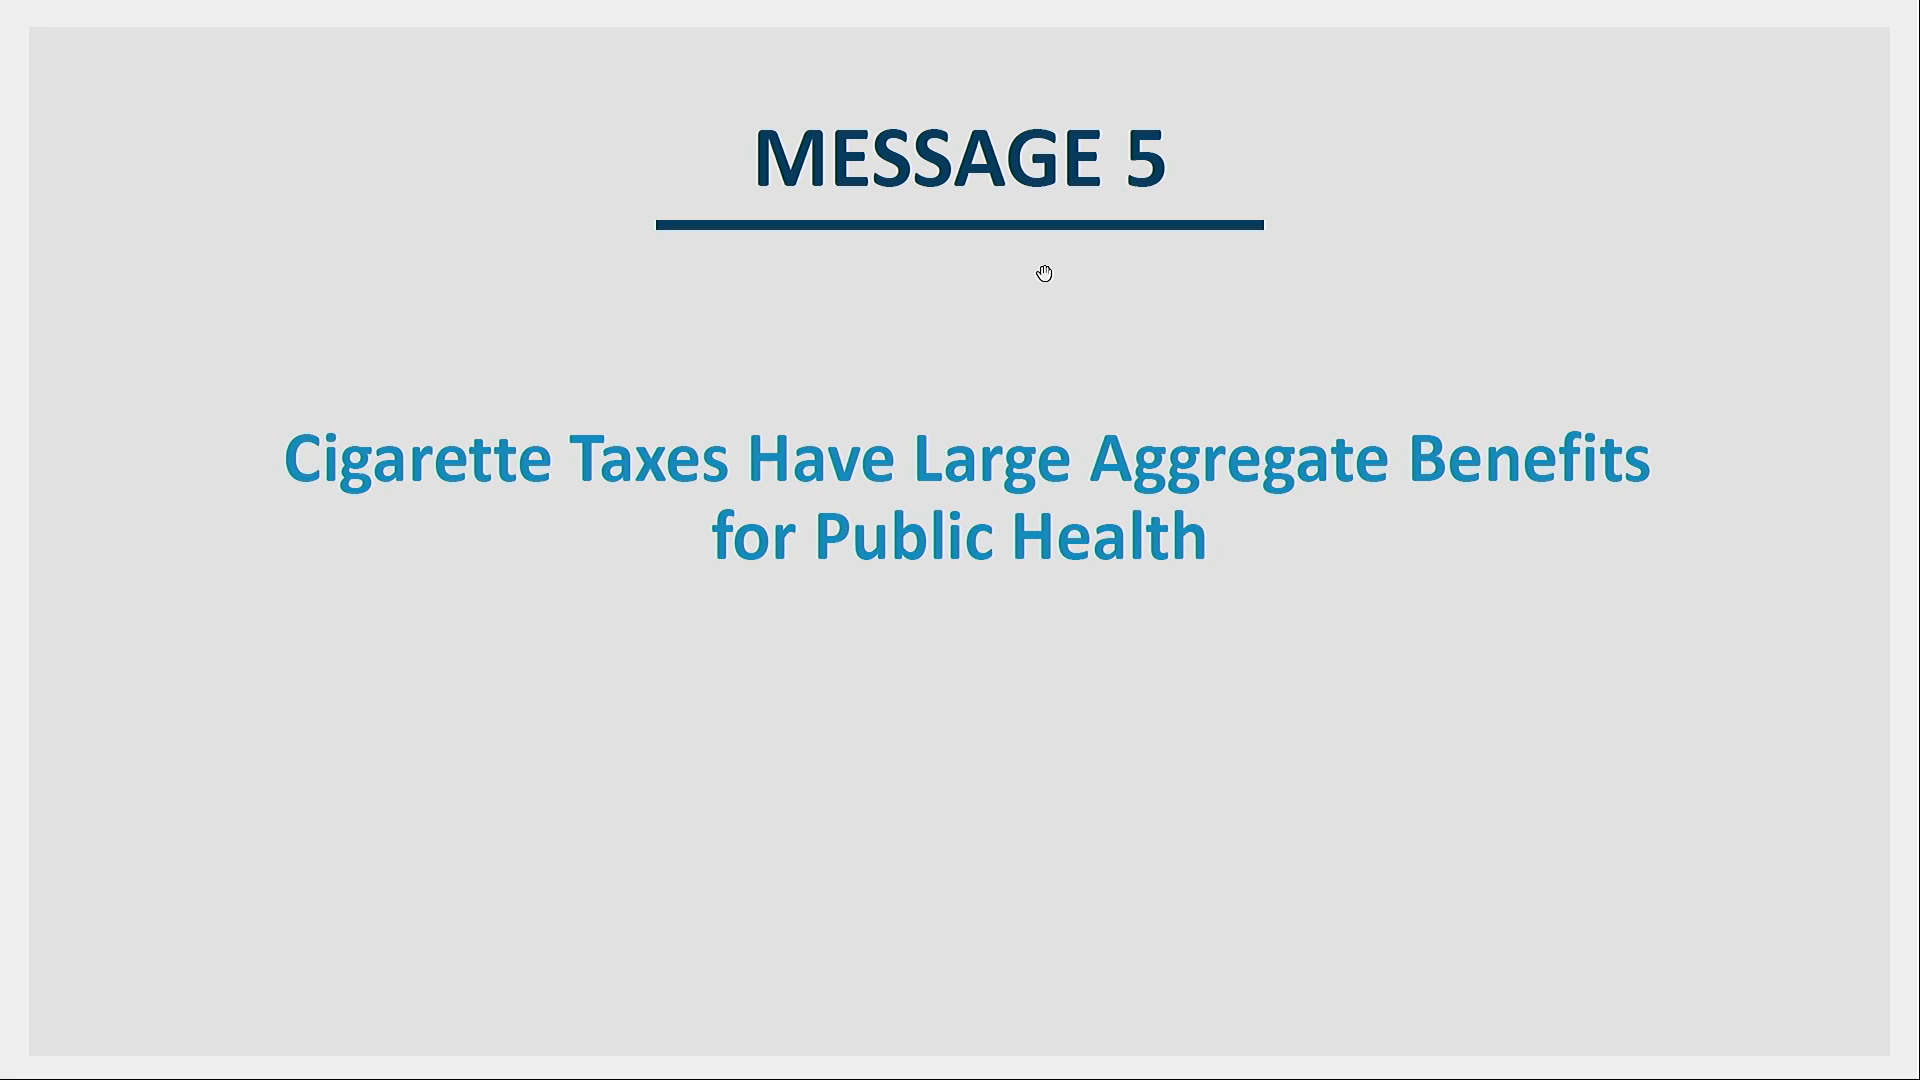 MESSAGE 5
Cigarette Taxes Have Large Aggregate Benefits
for Public Health